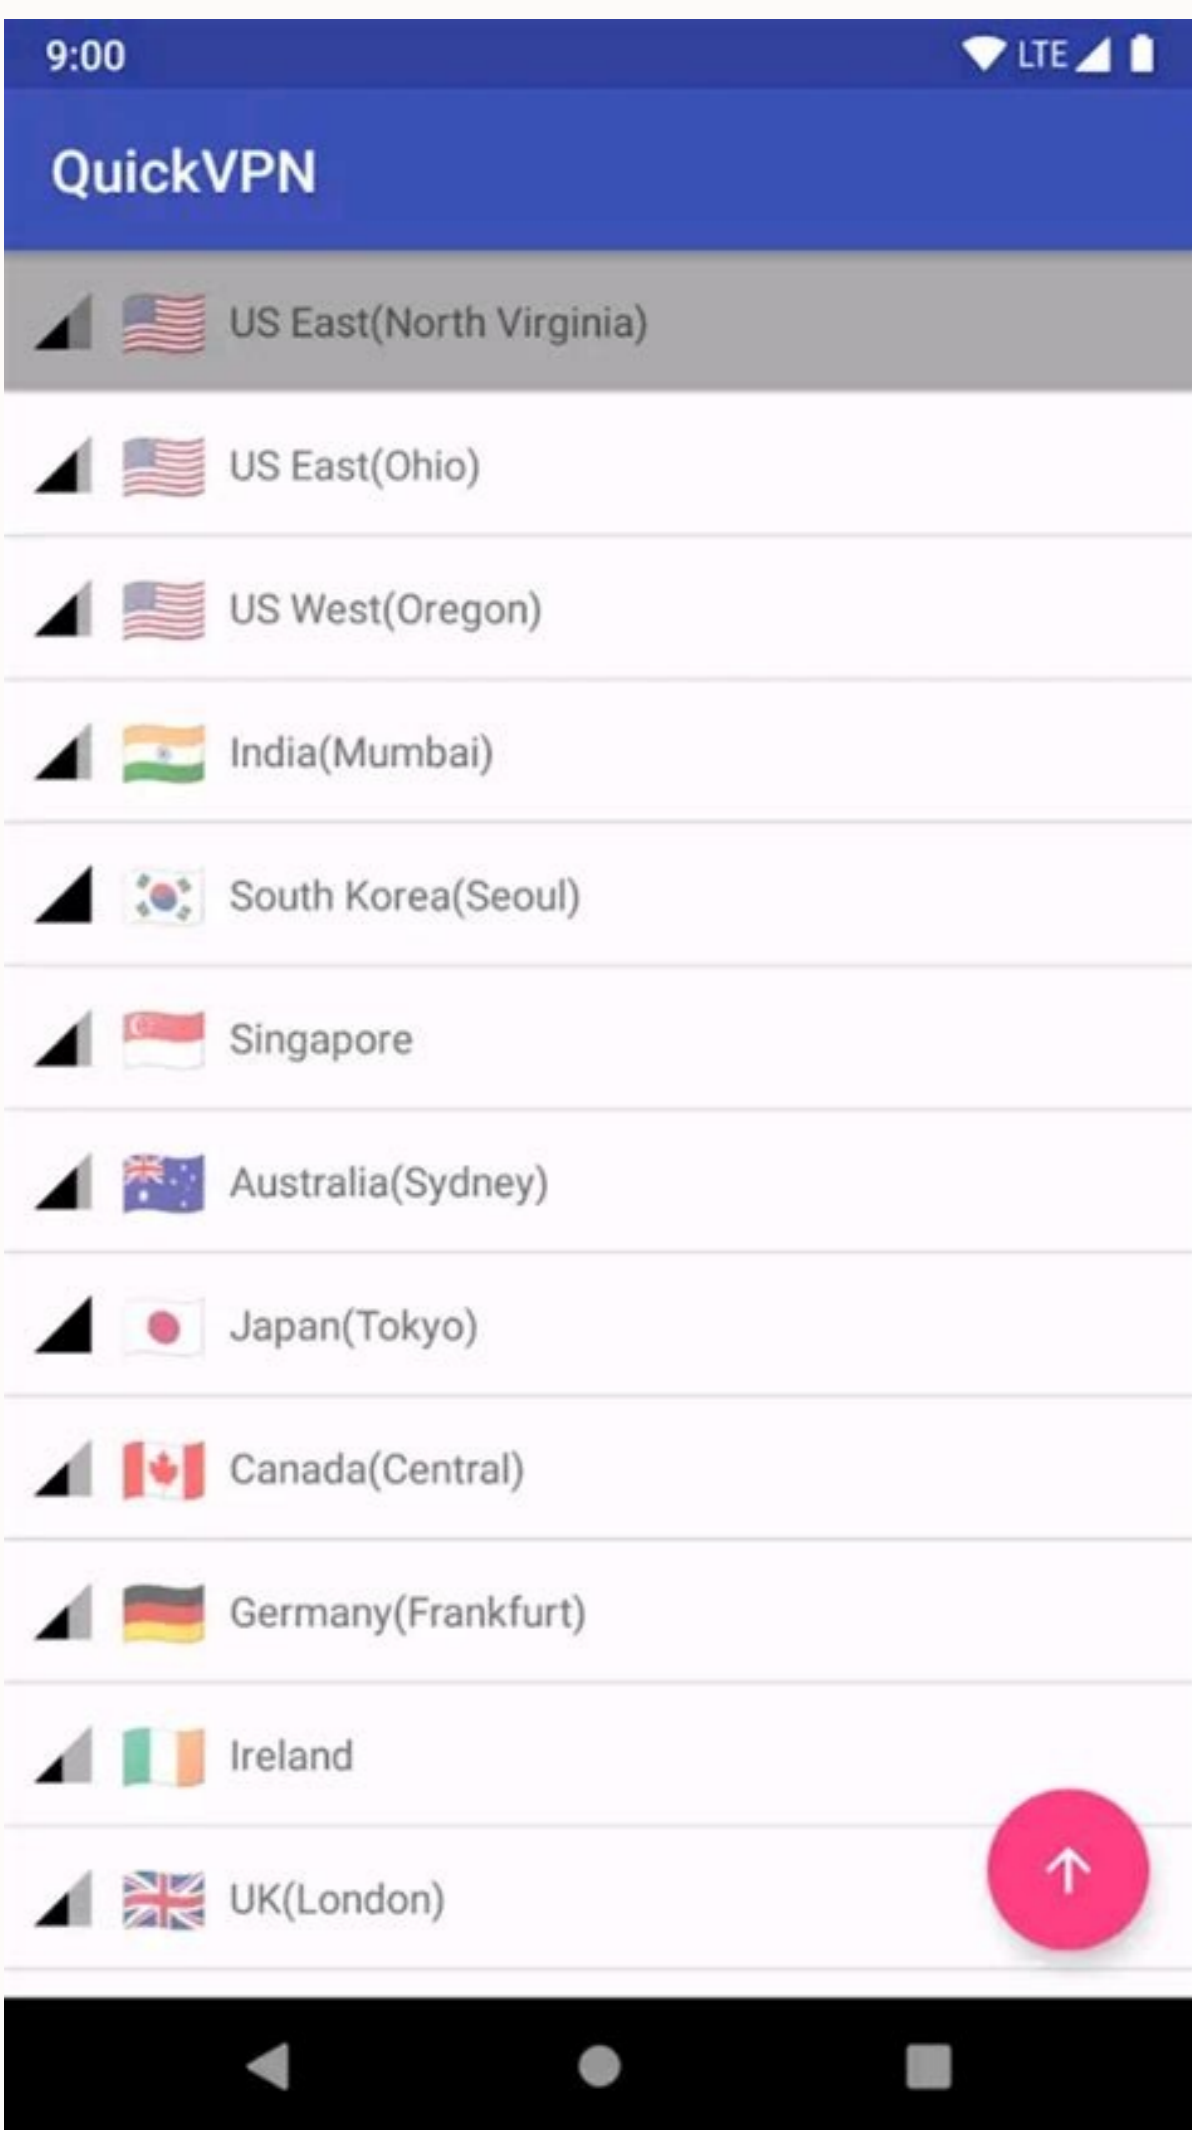 9:00
LTE
QuickVPN
US East(North Virginia)
US East(Ohio)
US West(Oregon)
India(Mumbai)
South Korea(Seoul)
Singapore
Australia(Sydney)
Japan(Tokyo)
Canada(Central)
Germany(Frankfurt)
Ireland
UK(London)